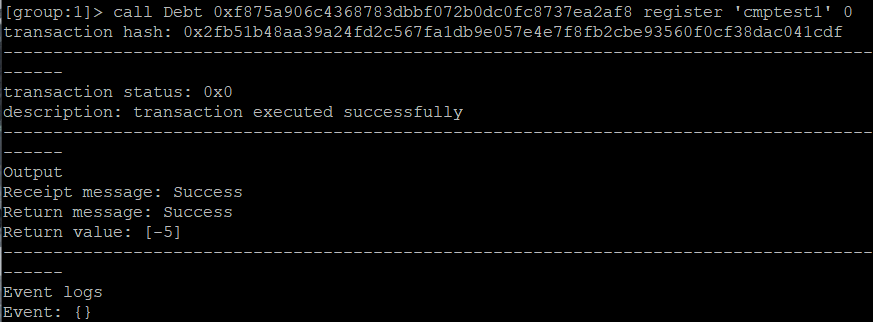 [group:1]> call Debt 0xf875a906c4368783dbbf072b0dc0fc8737ea2af8 register 'cmptest1' 0
transaction hash: 0x2fb51b48aa39a24fd2c567fa1db9e057e4e7f8fb2cbe93560f0cf38dac041cdf
---------------------------------------------------------------------------------------
------
transaction status: 0x0
description: transaction executed successfully
---------------------------------------------------------------------------------------
------
Output
Receipt message: Success
Return message: Success
Return value: [-5]
---------------------------------------------------------------------------------------
------
Event logs
Event: {}